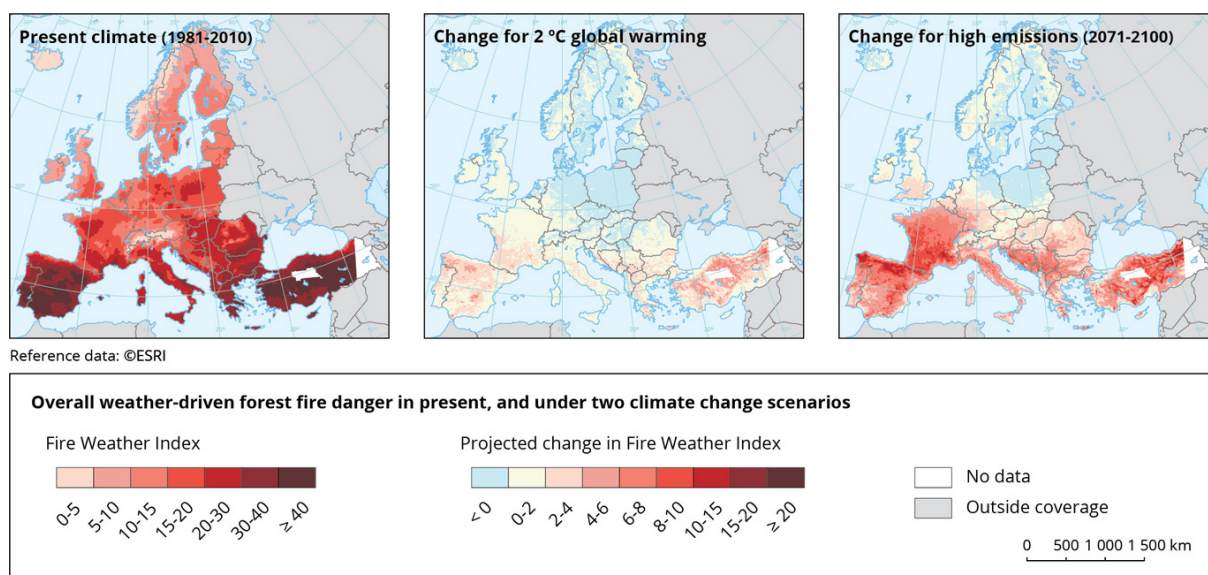 Present climate (1981-2010)
Change for 2 ºC global warming
Change for high emissions (2071-2100)
Reference data: ©ESRI
Overall weather-driven forest fire danger in present, and under two climate change scenarios
Fire Weather Index
0-5
5-10
10-15
15-20
20-30
30-40
≥ 40
Projected change in Fire Weather Index
< 0
0-2
2-4
4-6
6-8
8-10
10-15
15-20
≥ 20
No data
Outside coverage
0 500 1 000 1 500 km